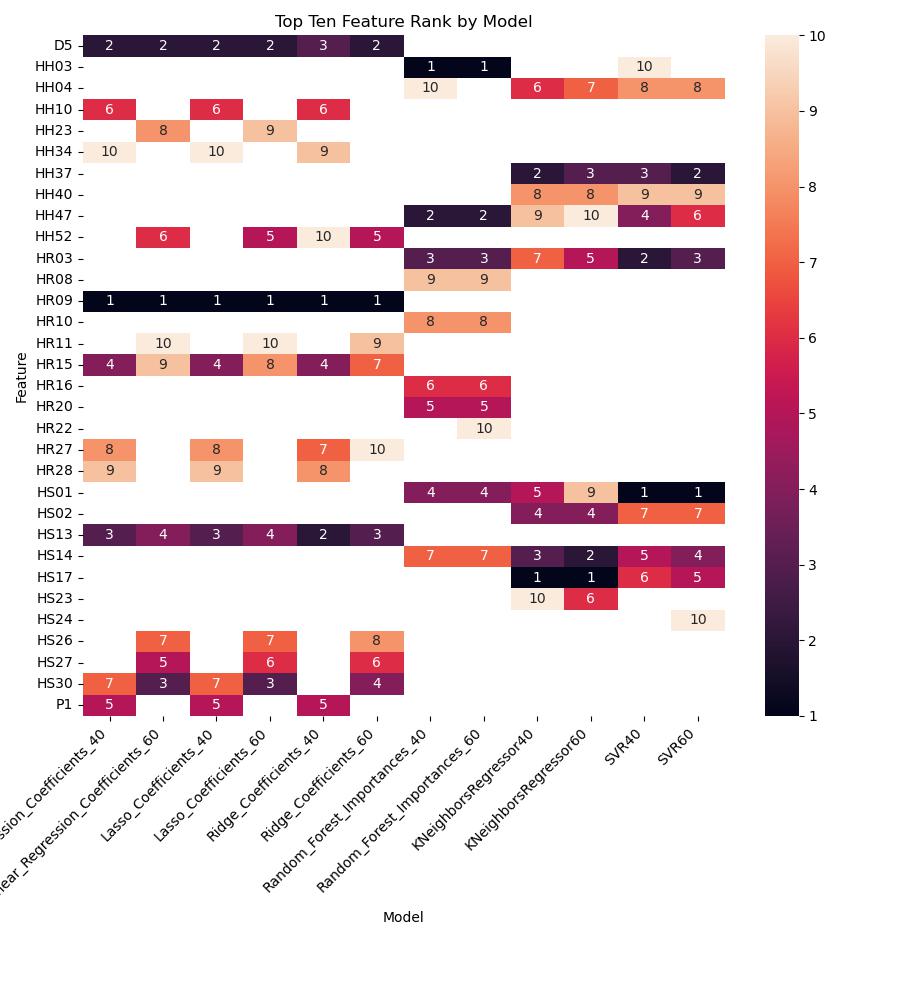 Top Ten Feature Rank by Model
Feature
D5 2 2 2 2 3 2
HH03 1 1 10
HH04 10 6 7 8 8
HH10 6 6 6
HH23 8 9
HH34 10 10 9
HH37 2 3 3 2
HH40 8 8 9 9
HH47 2 2 9 10 4 6
HH52 6 5 10 5
HR03 3 3 7 5 2 3
HR08 9 9
HR09 1 1 1 1 1 1
HR10 8 8
HR11 10 10 9
HR15 4 9 4 8 4 7
HR16 6 6
HR20 5 5
HR22 10
HR27 8 8 7 10
HR28 9 9 8
HS01 4 4 5 9 1 1
HS02 4 4 7 7
HS13 3 4 3 4 2 3
HS14 7 7 3 2 5 4
HS17 1 1 6 5
HS23 10 6
HS24 10
HS26 7 7 8
HS27 5 6 6
HS30 7 3 7 3 4
P1 5 5 5
ssion_Coefficients_40
near_Regression_Coefficients_60
Lasso_Coefficients_40
Lasso_Coefficients_60
Ridge_Coefficients_40
Ridge_Coefficients_60
Random_Forest_Importances_40
Random_Forest_Importances_60
KNeighborsRegressor40
KNeighborsRegressor60
SVR40
SVR60
Model
10
9
8
7
6
5
4
3
2
1